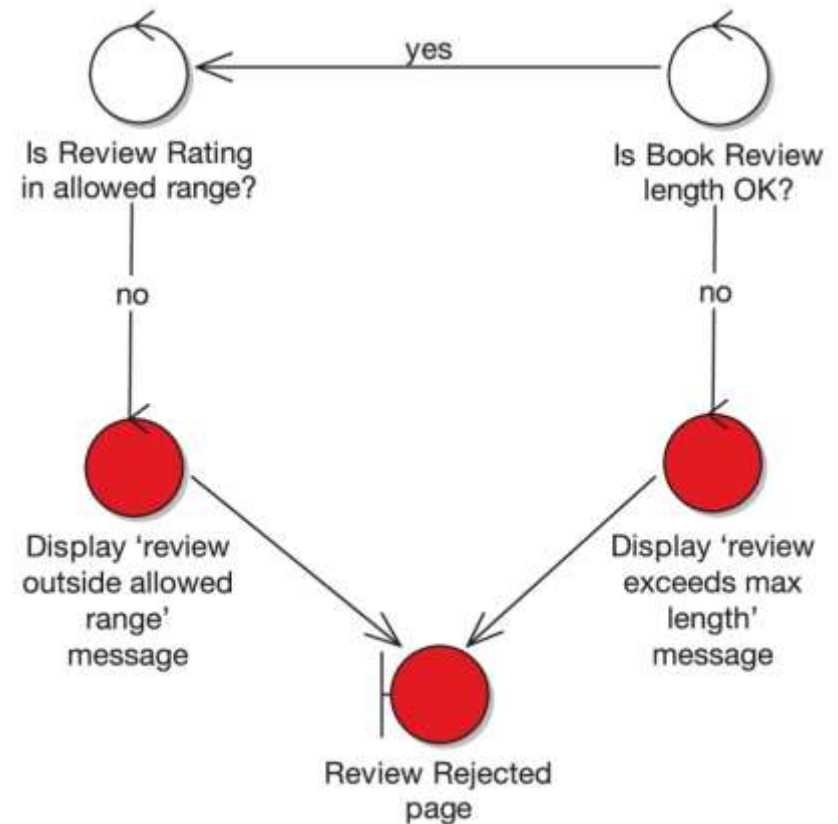 yes
Is Review Rating
in allowed range?
Is Book Review
length OK?
no
no
Display ‘review
outside allowed
range’
message
Display ‘review
exceeds max
length’
message
Review Rejected
page